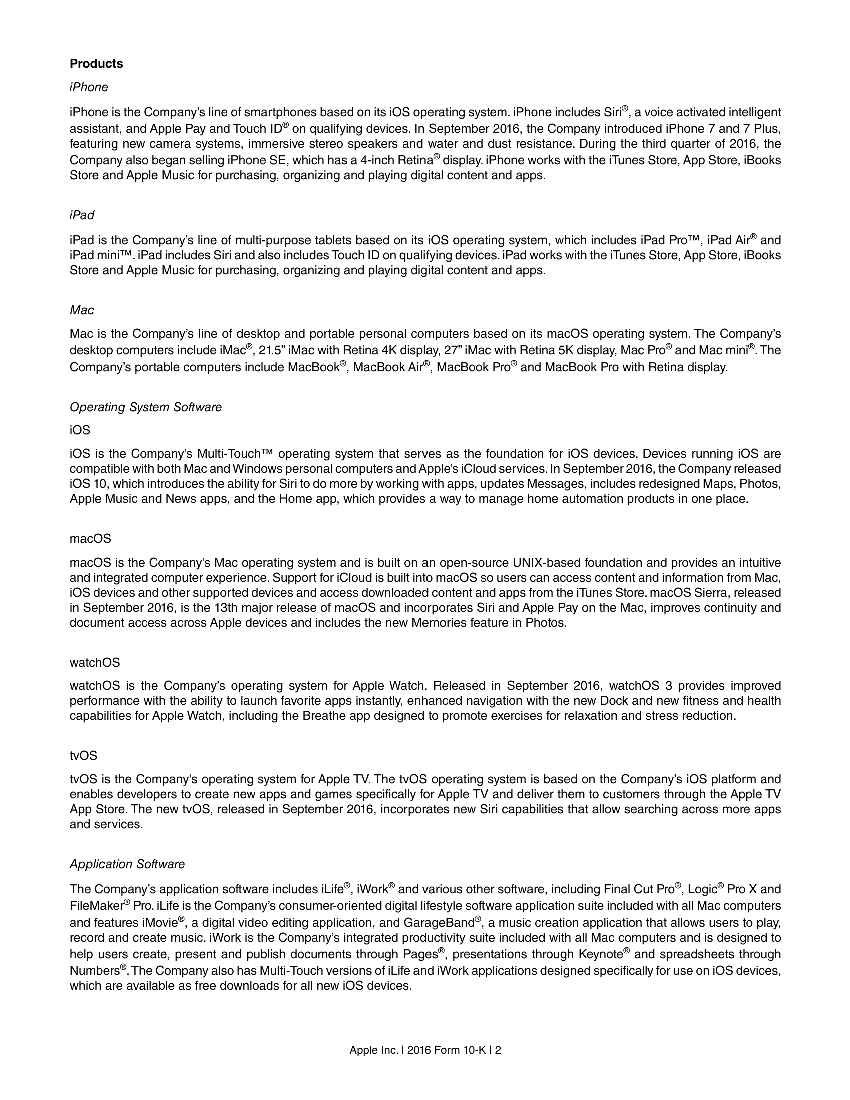 Products
iPhone
iPhone is the Company's line of smartphones based on its iOS operating system. iPhone includes Siri®, a voice activated intelligent
assistant, and Apple Pay and Touch ID® on qualifying devices. In September 2016, the Company introduced iPhone 7 and 7 Plus,
featuring new camera systems, immersive stereo speakers and water and dust resistance. During the third quarter of 2016, the
Company also began selling iPhone SE, which has a 4-inch Retina® display. iPhone works with the iTunes Store, App Store, iBooks
Store and Apple Music for purchasing, organizing and playing digital content and apps.
iPad
iPad is the Company's line of multi-purpose tablets based on its iOS operating system, which includes iPad Pro™, iPad Air® and
iPad mini™. iPad includes Siri and also includes Touch ID on qualifying devices. iPad works with the iTunes Store, App Store, iBooks
Store and Apple Music for purchasing, organizing and playing digital content and apps.
Mac
Mac is the Company's line of desktop and portable personal computers based on its macOS operating system. The Company's
desktop computers include iMac®, 21.5" iMac with Retina 4K display, 27" iMac with Retina 5K display, Mac Pro® and Mac mini®. The
Company's portable computers include MacBook®, MacBook Air®, MacBook Pro® and MacBook Pro with Retina display.
Operating System Software
iOS
iOS is the Company's Multi-Touch™ operating system that serves as the foundation for iOS devices. Devices running iOS are
compatible with both Mac and Windows personal computers and Apple's iCloud services. In September 2016, the Company released
iOS 10, which introduces the ability for Siri to do more by working with apps, updates Messages, includes redesigned Maps, Photos,
Apple Music and News apps, and the Home app, which provides a way to manage home automation products in one place.
macOS
macOS is the Company's Mac operating system and is built on an open-source UNIX-based foundation and provides an intuitive
and integrated computer experience. Support for iCloud is built into macOS so users can access content and information from Mac,
iOS devices and other supported devices and access downloaded content and apps from the iTunes Store. macOS Sierra, released
in September 2016, is the 13th major release of macOS and incorporates Siri and Apple Pay on the Mac, improves continuity and
document access across Apple devices and includes the new Memories feature in Photos.
watchOS
watchOS is the Company's operating system for Apple Watch. Released in September 2016, watchOS 3 provides improved
performance with the ability to launch favorite apps instantly, enhanced navigation with the new Dock and new fitness and health
capabilities for Apple Watch, including the Breathe app designed to promote exercises for relaxation and stress reduction.
tvOS
tvOS is the Company's operating system for Apple TV. The tvOS operating system is based on the Company's iOS platform and
enables developers to create new apps and games specifically for Apple TV and deliver them to customers through the Apple TV
App Store. The new tvOS, released in September 2016, incorporates new Siri capabilities that allow searching across more apps
and services.
Application Software
The Company's application software includes iLife®, iWork® and various other software, including Final Cut Pro®, Logic® Pro X and
FileMaker® Pro. iLife is the Company's consumer-oriented digital lifestyle software application suite included with all Mac computers
and features iMovie®, a digital video editing application, and GarageBand®, a music creation application that allows users to play,
record and create music. iWork is the Company's integrated productivity suite included with all Mac computers and is designed to
help users create, present and publish documents through Pages®, presentations through Keynote® and spreadsheets through
Numbers®. The Company also has Multi-Touch versions of iLife and iWork applications designed specifically for use on iOS devices,
which are available as free downloads for all new iOS devices.
Apple Inc. | 2016 Form 10-K | 2